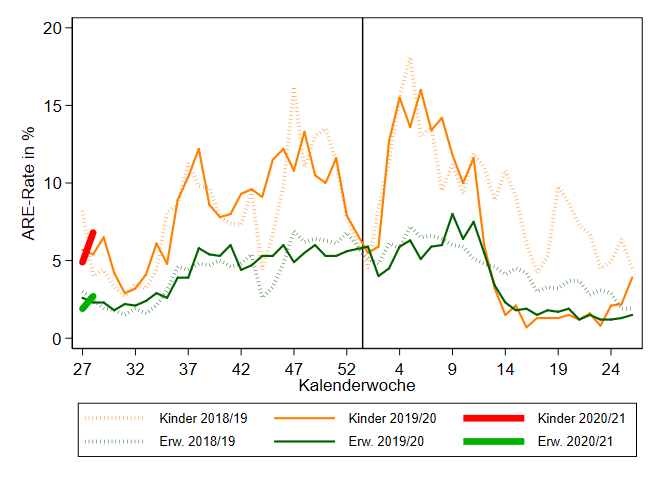 20
15
10
5
0
ARE-Rate in %
27 32 37 42 47 52 4 9 14 19 24
Kalenderwoche
Kinder 2018/19 Kinder 2019/20 Kinder 2020/21
Erw. 2018/19 Erw. 2019/20 Erw. 2020/21